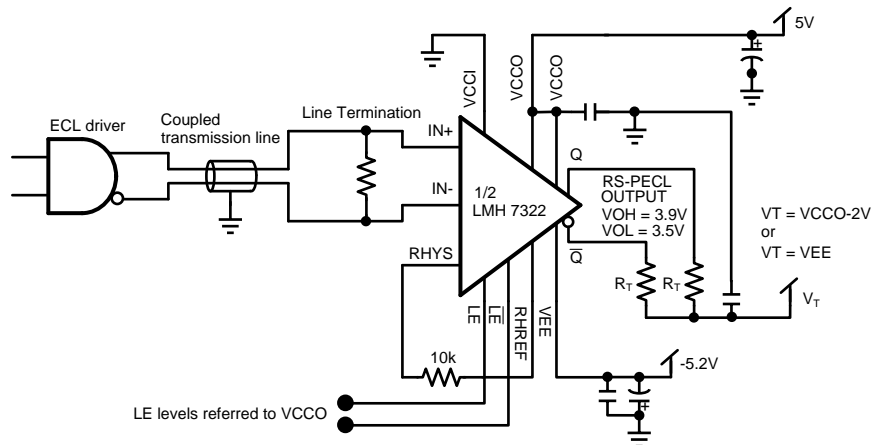 5V
VCCI
VCCO
VCCO
ECL driver
Coupled
transmission line
Line Termination
IN+
IN-
1/2
LMH 7322
Q
RS-PECL
OUTPUT
VOH = 3.9V
VOL = 3.5V
Q̅
VT = VCCO-2V
or
VT = VEE
RHYS
RT
RT
VT
LE
L̅E̅
RHREF
VEE
10k
-5.2V
LE levels referred to VCCO